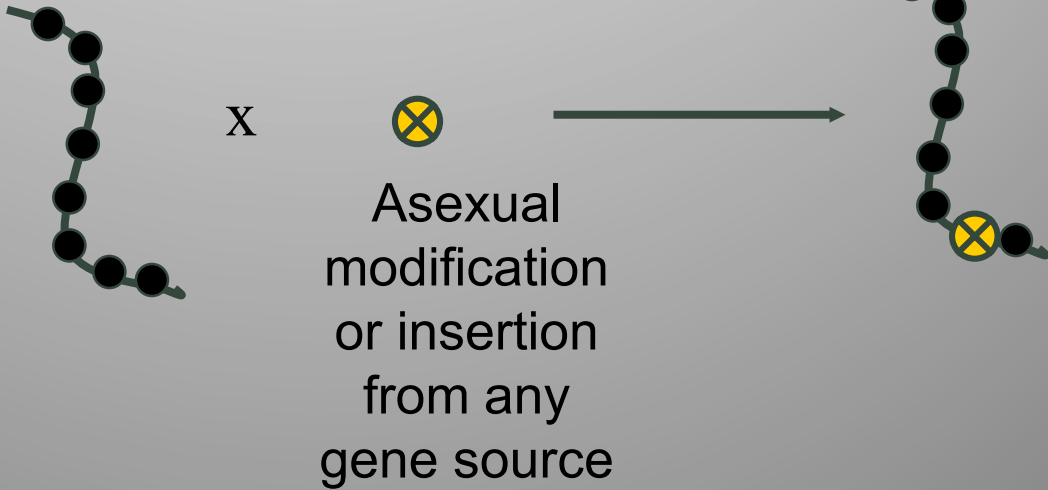 x
Asexual
modification
or insertion
from any
gene source